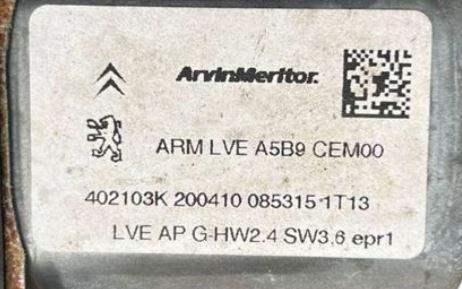 ArvinMeritor.
ARM LVE A5B9 CEM00
402103K 200410 085315 1T13
LVE AP G-HW2.4 SW3.6 epr1